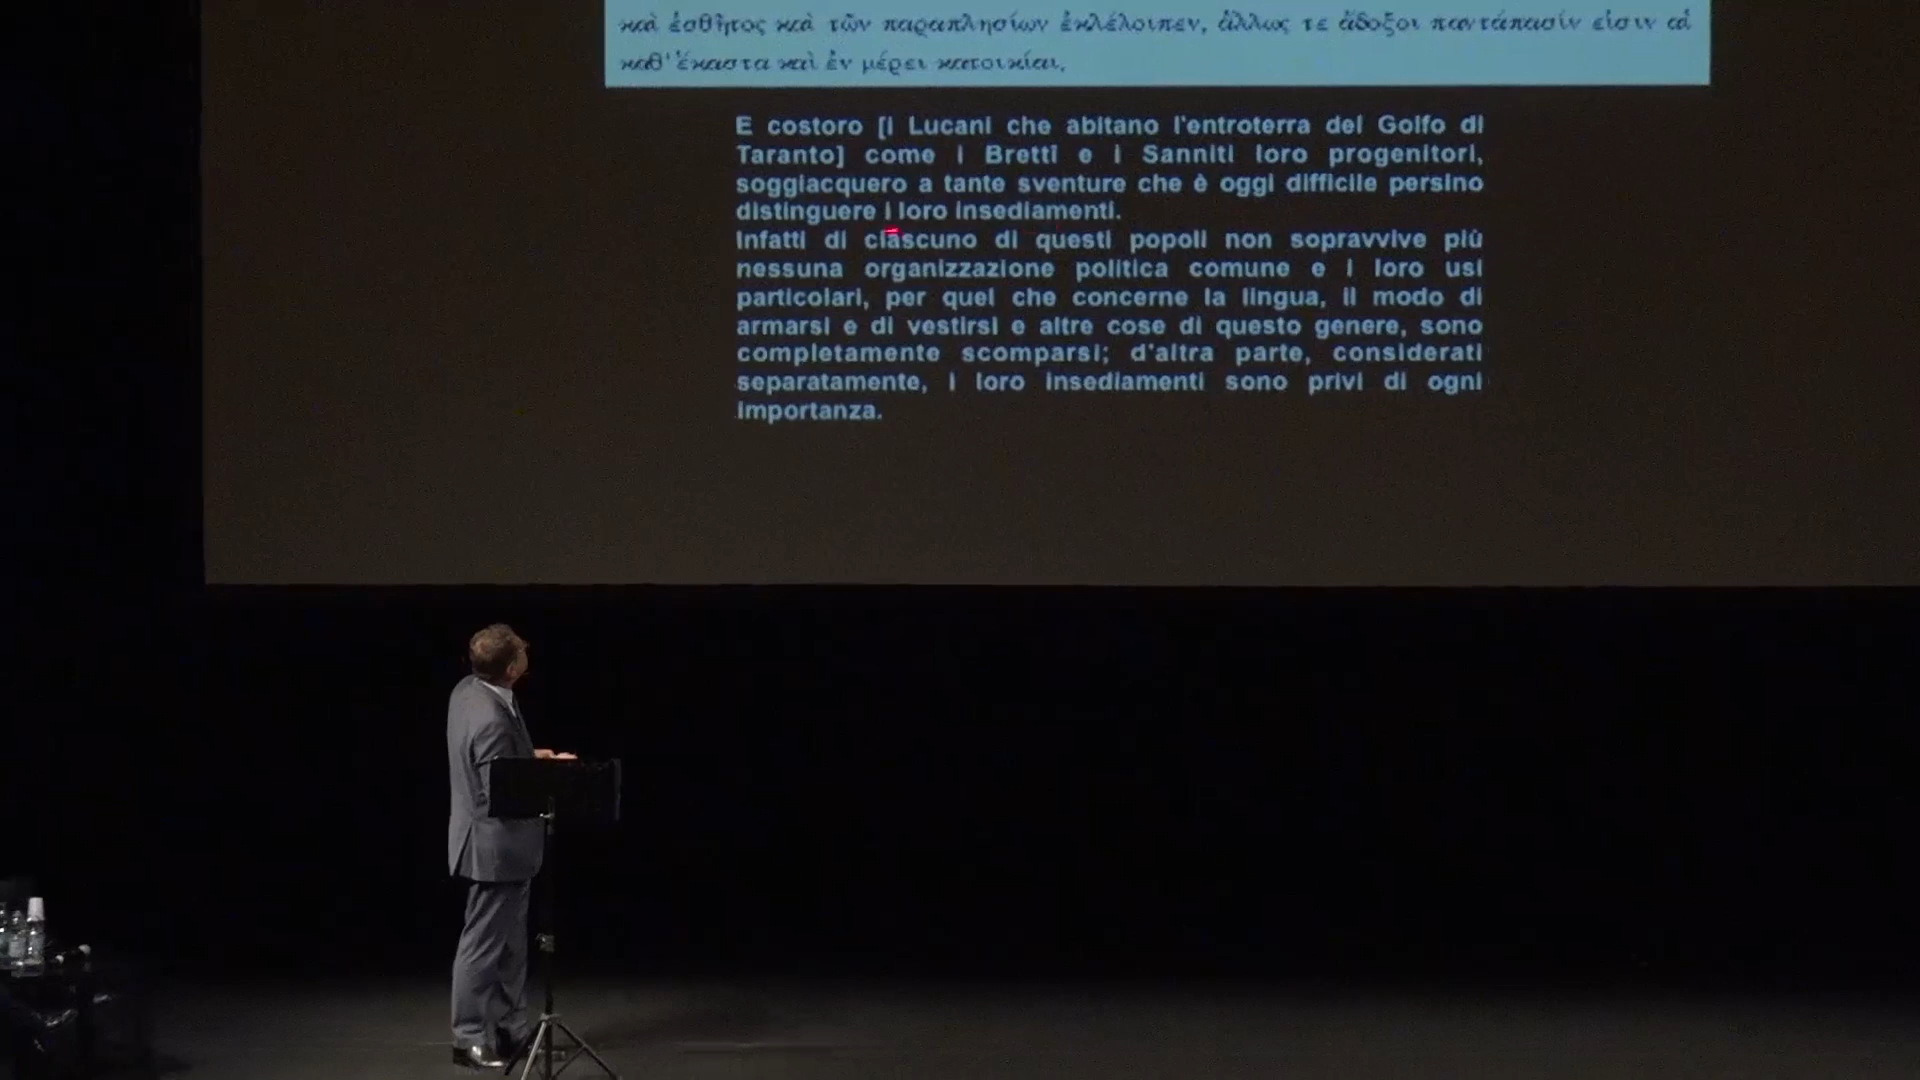 καὶ ἐσθῆτος καὶ τῶν παραπλησίων ἐκλέλοιπεν, ἄλλως τε ἄδοξοι παντάπασίν εἰσιν αἱ
καθ' ἕκαστα καὶ ἐν μέρει κατοικίαι,
E costoro [i Lucani che abitano l'entroterra del Golfo di
Taranto] come i Bretti e i Sanniti loro progenitori,
soggiacquero a tante sventure che è oggi difficile persino
distinguere i loro insediamenti.
Infatti di ciascuno di questi popoli non sopravvive più
nessuna organizzazione politica comune e i loro usi
particolari, per quel che concerne la lingua, il modo di
armarsi e di vestirsi e altre cose di questo genere, sono
completamente scomparsi; d'altra parte, considerati
separatamente, i loro insediamenti sono privi di ogni
importanza.